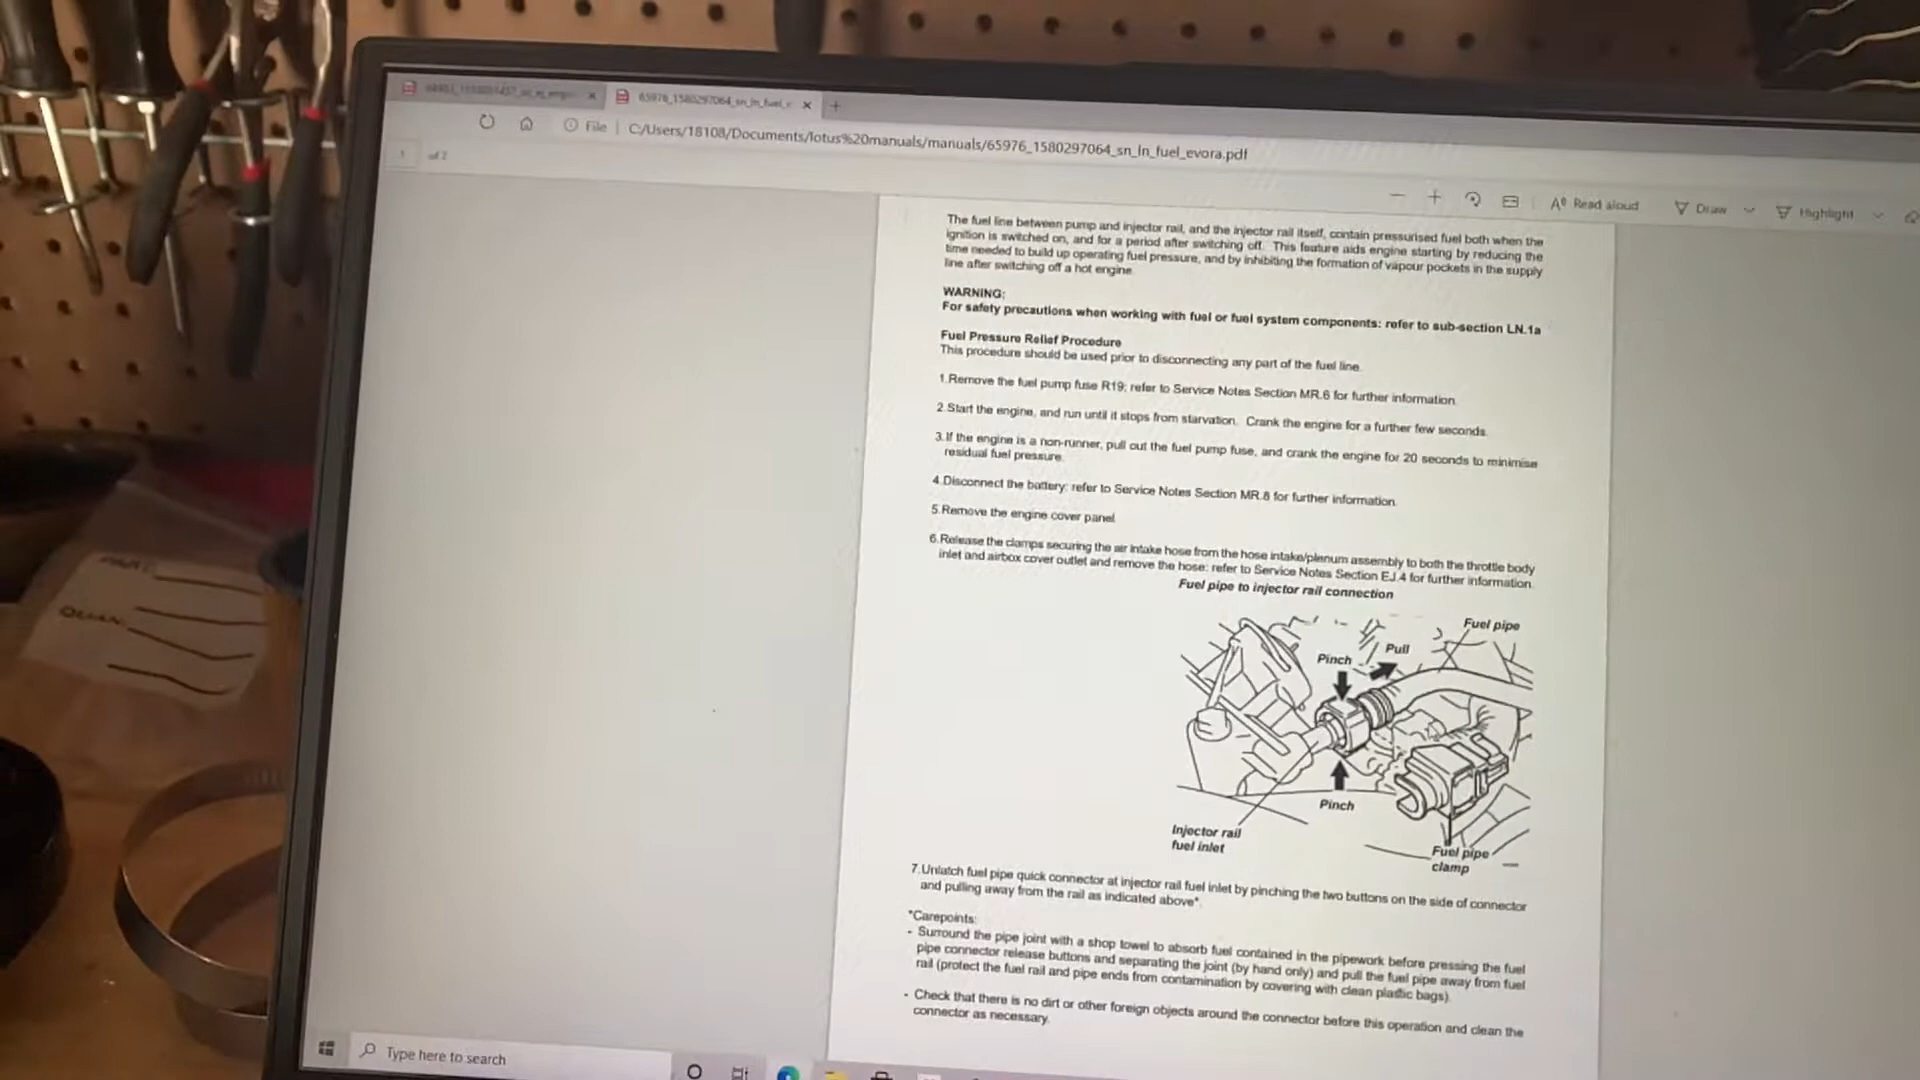 65976_1580297064_sn_ln_fuel_e
File
C:/Users/18108/Documents/lotus%20manuals/manuals/65976_1580297064_sn_ln_fuel_evora.pdf
1 of 2
Read aloud
Draw
Highlight
The fuel line between pump and injector rail, and the injector rail itself, contain pressurised fuel both when the
ignition is switched on, and for a period after switching off. This feature aids engine starting by reducing the
time needed to build up operating fuel pressure, and by inhibiting the formation of vapour pockets in the supply
line after switching off a hot engine.
WARNING:
For safety precautions when working with fuel or fuel system components: refer to sub-section LN.1a
Fuel Pressure Relief Procedure
This procedure should be used prior to disconnecting any part of the fuel line.
1.Remove the fuel pump fuse R19; refer to Service Notes Section MR.6 for further information.
2.Start the engine, and run until it stops from starvation. Crank the engine for a further few seconds.
3.If the engine is a non-runner, pull out the fuel pump fuse, and crank the engine for 20 seconds to minimise
residual fuel pressure.
4.Disconnect the battery: refer to Service Notes Section MR.8 for further information.
5.Remove the engine cover panel
6.Release the clamps securing the air intake hose from the hose intake/plenum assembly to both the throttle body
inlet and airbox cover outlet and remove the hose: refer to Service Notes Section EJ.4 for further information.
Fuel pipe to injector rail connection
Fuel pipe
Pull
Pinch
Pinch
Injector rail
fuel inlet
Fuel pipe
clamp
7.Unlatch fuel pipe quick connector at injector rail fuel inlet by pinching the two buttons on the side of connector
and pulling away from the rail as indicated above*.
*Carepoints:
- Surround the pipe joint with a shop towel to absorb fuel contained in the pipework before pressing the fuel
pipe connector release buttons and separating the joint (by hand only) and pull the fuel pipe away from fuel
rail (protect the fuel rail and pipe ends from contamination by covering with clean plastic bags).
- Check that there is no dirt or other foreign objects around the connector before this operation and clean the
connector as necessary.
Type here to search